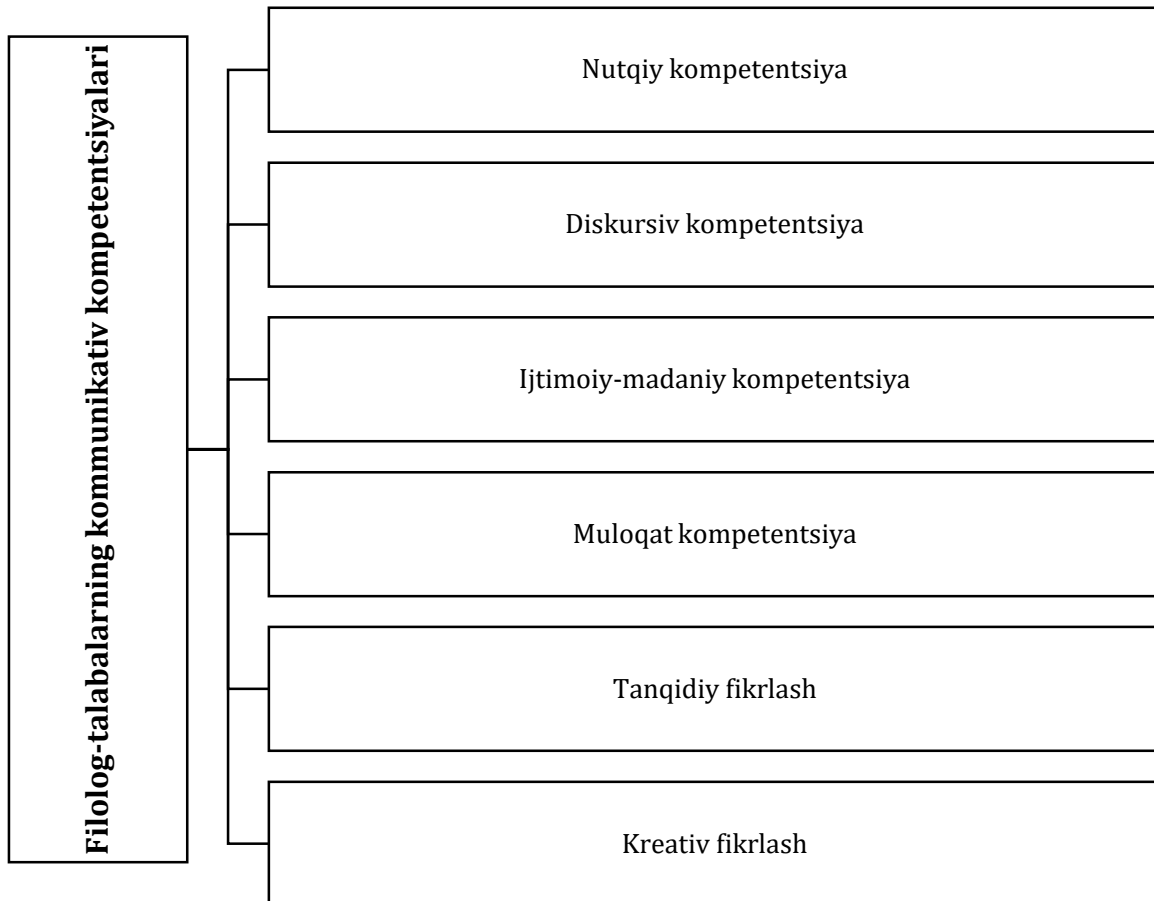 Filolog-talabalarning kommunikativ kompetentsiyalari
Nutqiy kompetentsiya
Diskursiv kompetentsiya
Ijtimoiy-madaniy kompetentsiya
Muloqat kompetentsiya
Tanqidiy fikrlash
Kreativ fikrlash